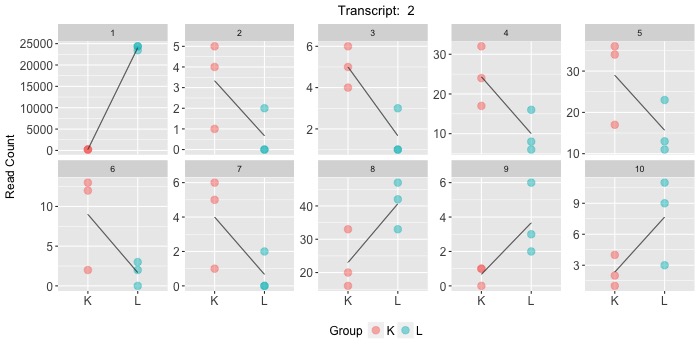 Transcript: 2
Read Count
1 2 3 4 5
25000 20000 15000 10000 5000 0
5 4 3 2 1 0
6 4 2
30 20 10
30 20 10
6 7 8 9 10
10 5 0
6 4 2 0
40 30 20
6 4 2 0
9 6 3
K L K L K L K L K L
Group K L